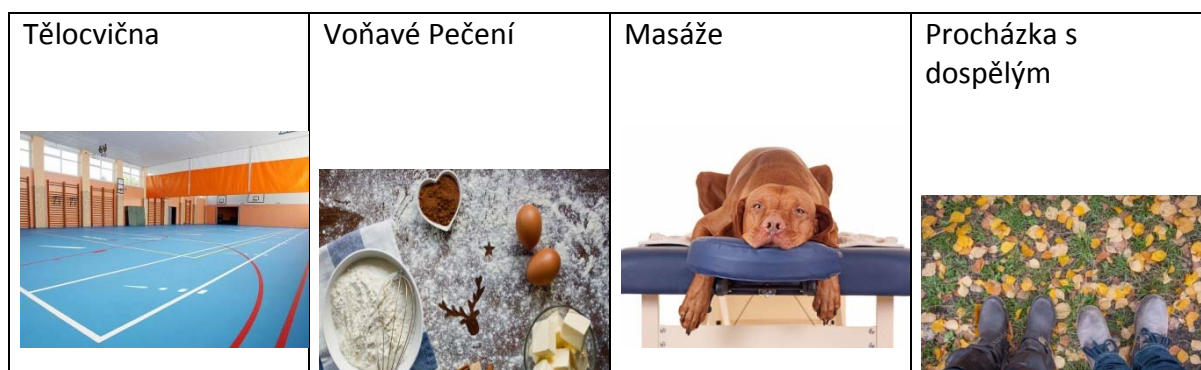 Tělocvična
Voňavé Pečení
Masáže
Procházka s
dospělým